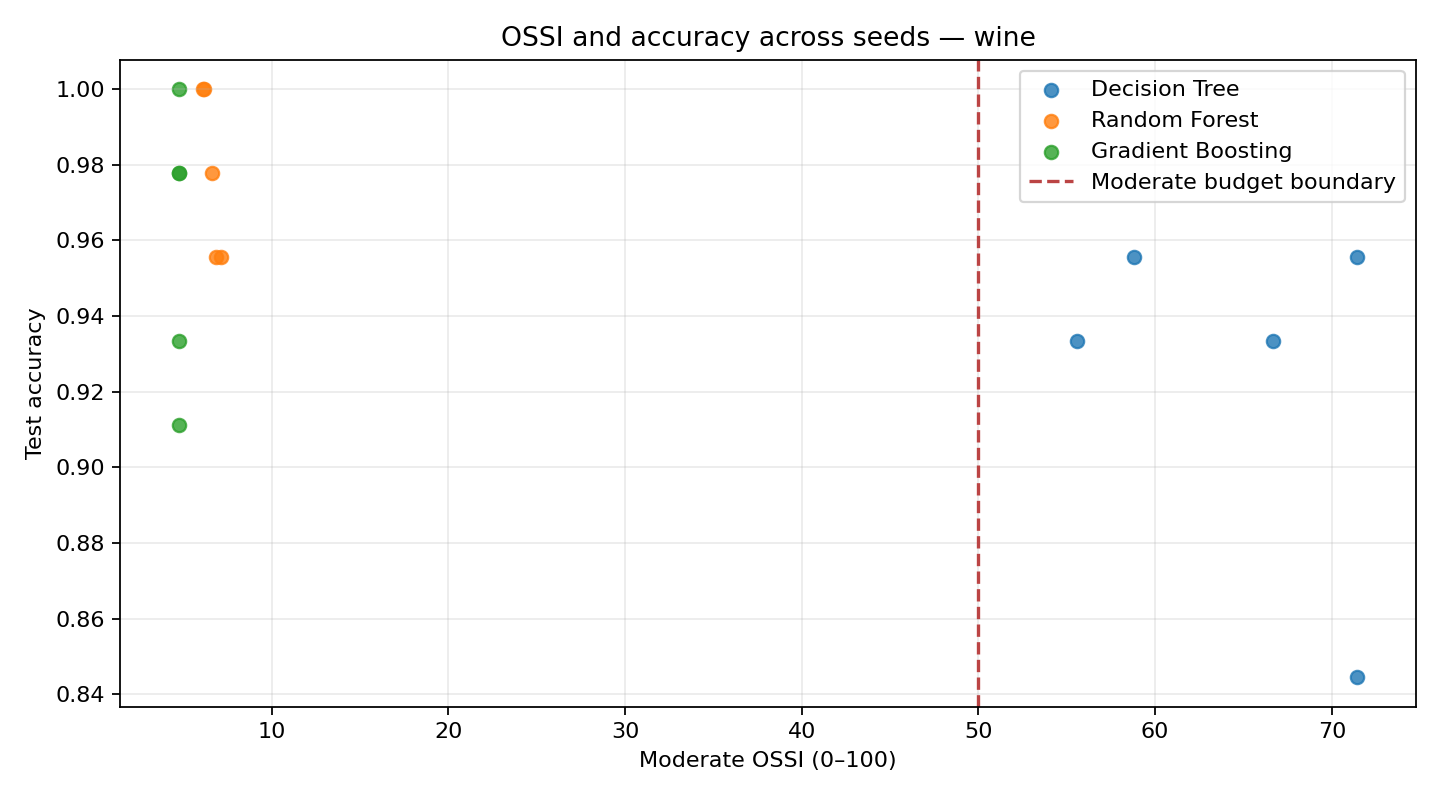 OSSI and accuracy across seeds — wine
Decision Tree
Random Forest
Gradient Boosting
Moderate budget boundary
Test accuracy
1.00
0.98
0.96
0.94
0.92
0.90
0.88
0.86
0.84
10 20 30 40 50 60 70
Moderate OSSI (0–100)